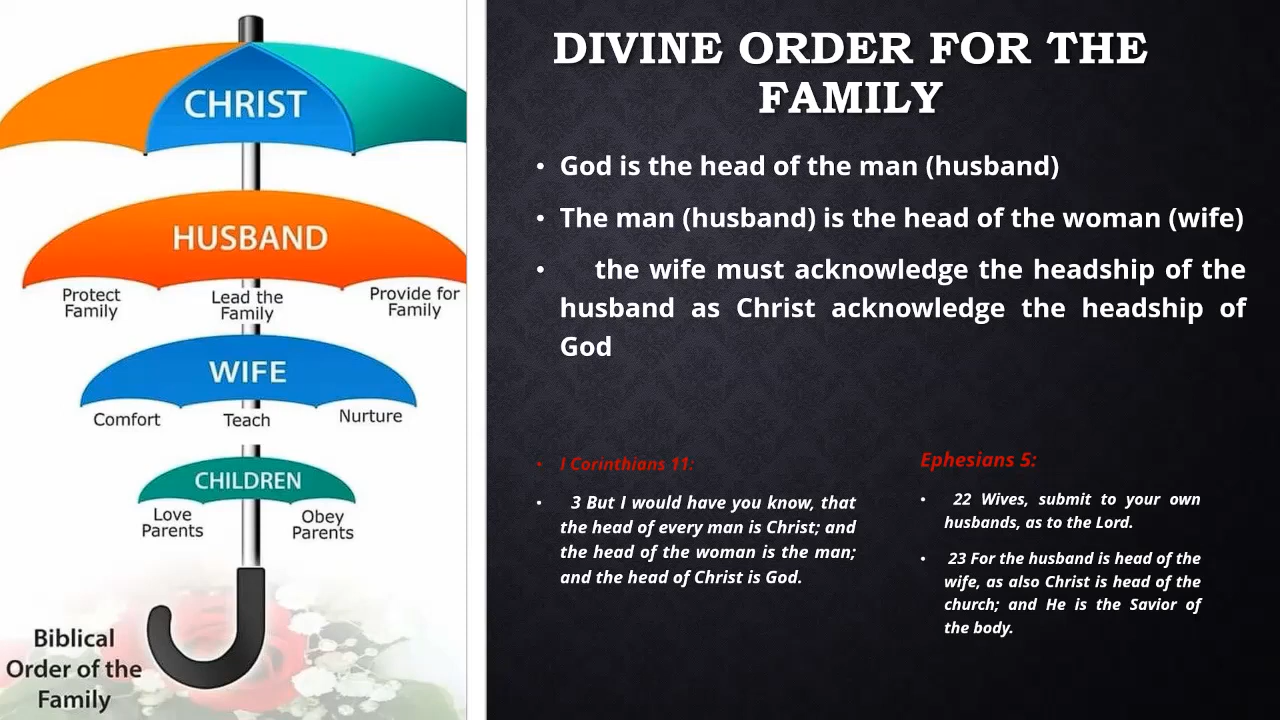 CHRIST
HUSBAND
Protect
Family
Lead the
Family
Provide for
Family
WIFE
Comfort
Teach
Nurture
CHILDREN
Love
Parents
Obey
Parents
Biblical
Order of the
Family
DIVINE ORDER FOR THE
FAMILY
• God is the head of the man (husband)
• The man (husband) is the head of the woman (wife)
• the wife must acknowledge the headship of the
husband as Christ acknowledge the headship of
God
• I Corinthians 11:
• 3 But I would have you know, that
the head of every man is Christ; and
the head of the woman is the man;
and the head of Christ is God.
Ephesians 5:
• 22 Wives, submit to your own
husbands, as to the Lord.
• 23 For the husband is head of the
wife, as also Christ is head of the
church; and He is the Savior of
the body.